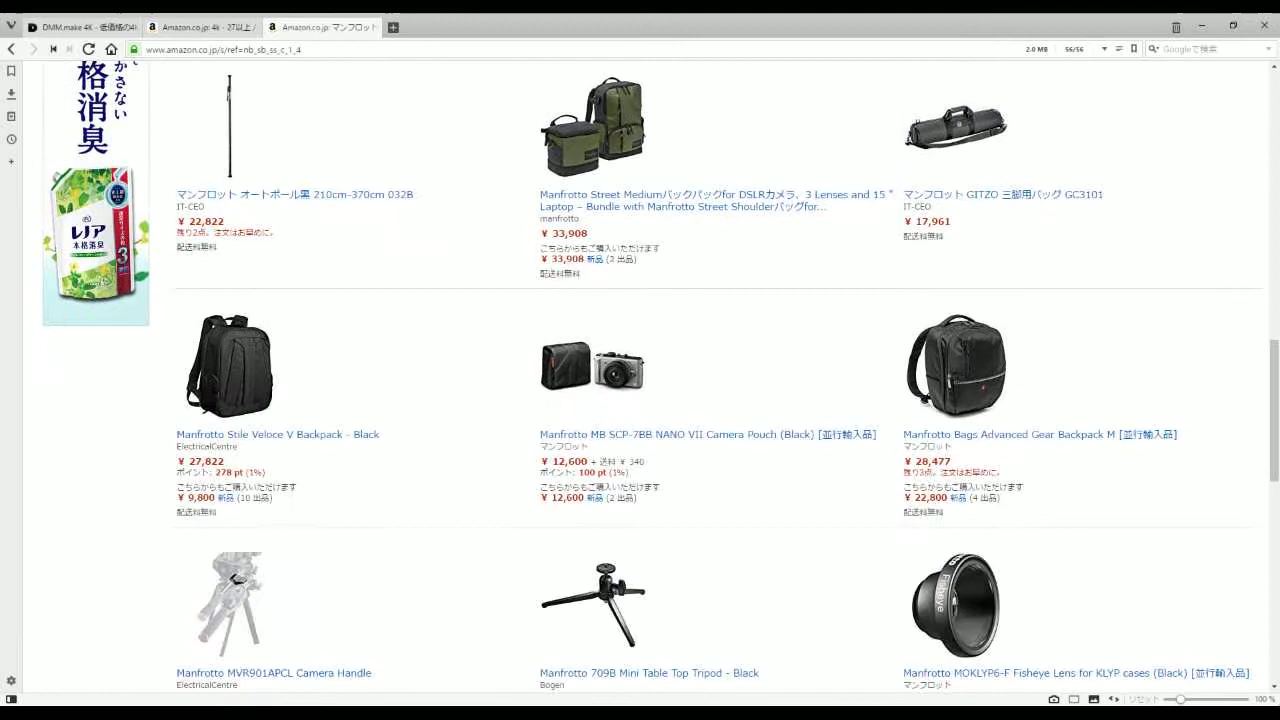 DMM.make 4K - 低価格の4K
Amazon.co.jp: 4k - 27以上 /
Amazon.co.jp: マンフロット
www.amazon.co.jp/s/ref=nb_sb_ss_c_1_4
2.0 MB
56/56
Googleで検索
かさない
格消臭
レノア
本格消臭
マンフロット オートポール黒 210cm-370cm 032B
IT-CEO
¥ 22,822
残り2点。注文はお早めに。
配送料無料
Manfrotto Street Mediumバックパックfor DSLRカメラ、3 Lenses and 15 "
Laptop – Bundle with Manfrotto Street Shoulderバッグfor...
manfrotto
¥ 33,908
こちらからもご購入いただけます
¥ 33,908 新品 (2 出品)
配送料無料
マンフロット GITZO 三脚用バッグ GC3101
IT-CEO
¥ 17,961
配送料無料
Manfrotto Stile Veloce V Backpack - Black
ElectricalCentre
¥ 27,822
ポイント: 278 pt (1%)
こちらからもご購入いただけます
¥ 9,800 新品 (10 出品)
配送料無料
Manfrotto MB SCP-7BB NANO VII Camera Pouch (Black) [並行輸入品]
マンフロット
¥ 12,600 + 送料 ¥ 340
ポイント: 100 pt (1%)
こちらからもご購入いただけます
¥ 12,600 新品 (2 出品)
Manfrotto Bags Advanced Gear Backpack M [並行輸入品]
マンフロット
¥ 28,477
残り3点。注文はお早めに。
こちらからもご購入いただけます
¥ 22,800 新品 (4 出品)
配送料無料
Fisheye
Manfrotto MVR901APCL Camera Handle
ElectricalCentre
Manfrotto 709B Mini Table Top Tripod - Black
Bogen
Manfrotto MOKLYP6-F Fisheye Lens for KLYP cases (Black) [並行輸入品]
マンフロット
リセット
100 %